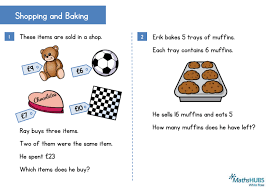 Shopping and Baking
1
These items are sold in a shop.
£9
£6
Chocolates
£10
£7
Ray buys three items.
Two of them were the same item.
He spent £23
Which items does he buy?
2
Erik bakes 5 trays of muffins.
Each tray contains 6 muffins.
He sells 16 muffins and eats 5
How many muffins does he have left?
MathsHUBS
White Rose